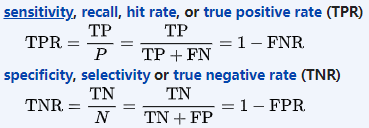 sensitivity, recall, hit rate, or true positive rate (TPR)
TPR = TP / P = TP / (TP + FN) = 1 − FNR
specificity, selectivity or true negative rate (TNR)
TNR = TN / N = TN / (TN + FP) = 1 − FPR